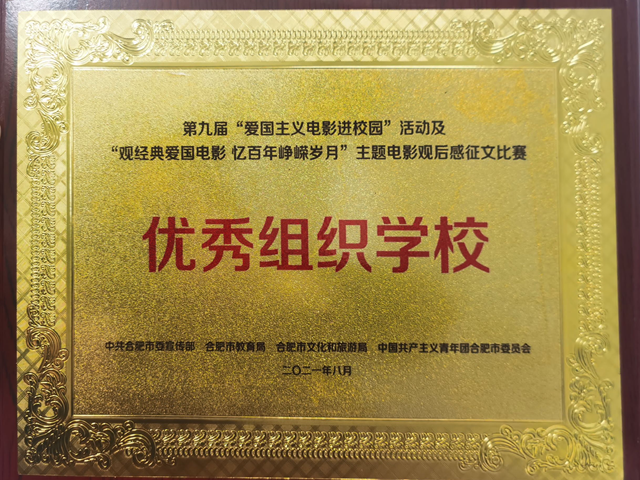 第九届“爱国主义电影进校园”活动及
“观经典爱国电影 忆百年峥嵘岁月”主题电影观后感征文比赛
优秀组织学校
中共合肥市委宣传部 合肥市教育局 合肥市文化和旅游局 中国共产主义青年团合肥市委员会
二〇二一年八月